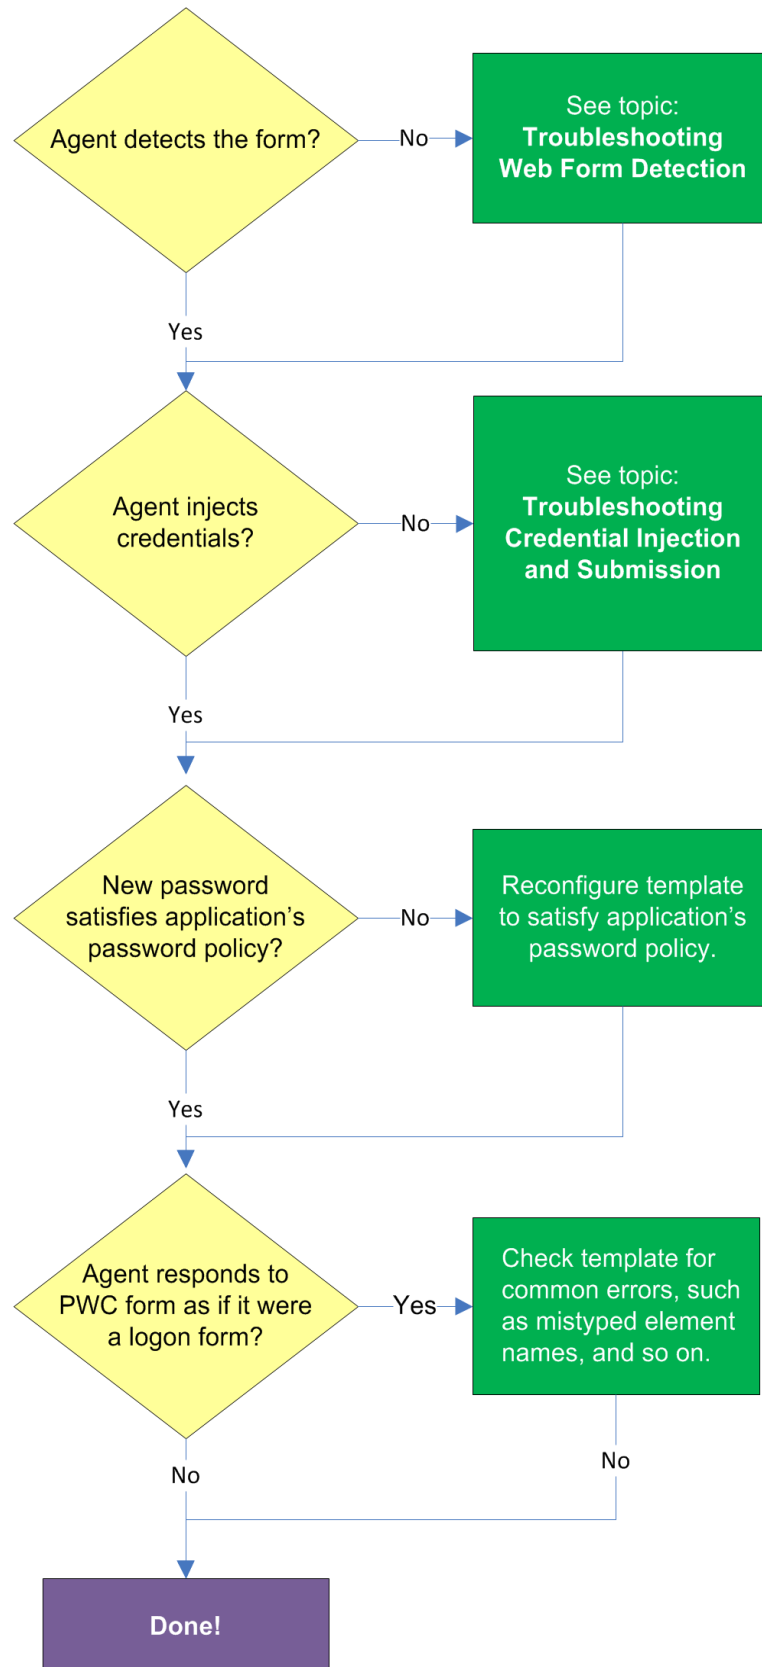 Agent detects the form?
No
See topic:
Troubleshooting
Web Form Detection
Yes
Agent injects
credentials?
No
See topic:
Troubleshooting
Credential Injection
and Submission
Yes
New password
satisfies application’s
password policy?
No
Reconfigure template
to satisfy application’s
password policy.
Yes
Agent responds to
PWC form as if it were
a logon form?
Yes
Check template for
common errors, such
as mistyped element
names, and so on.
No
No
Done!